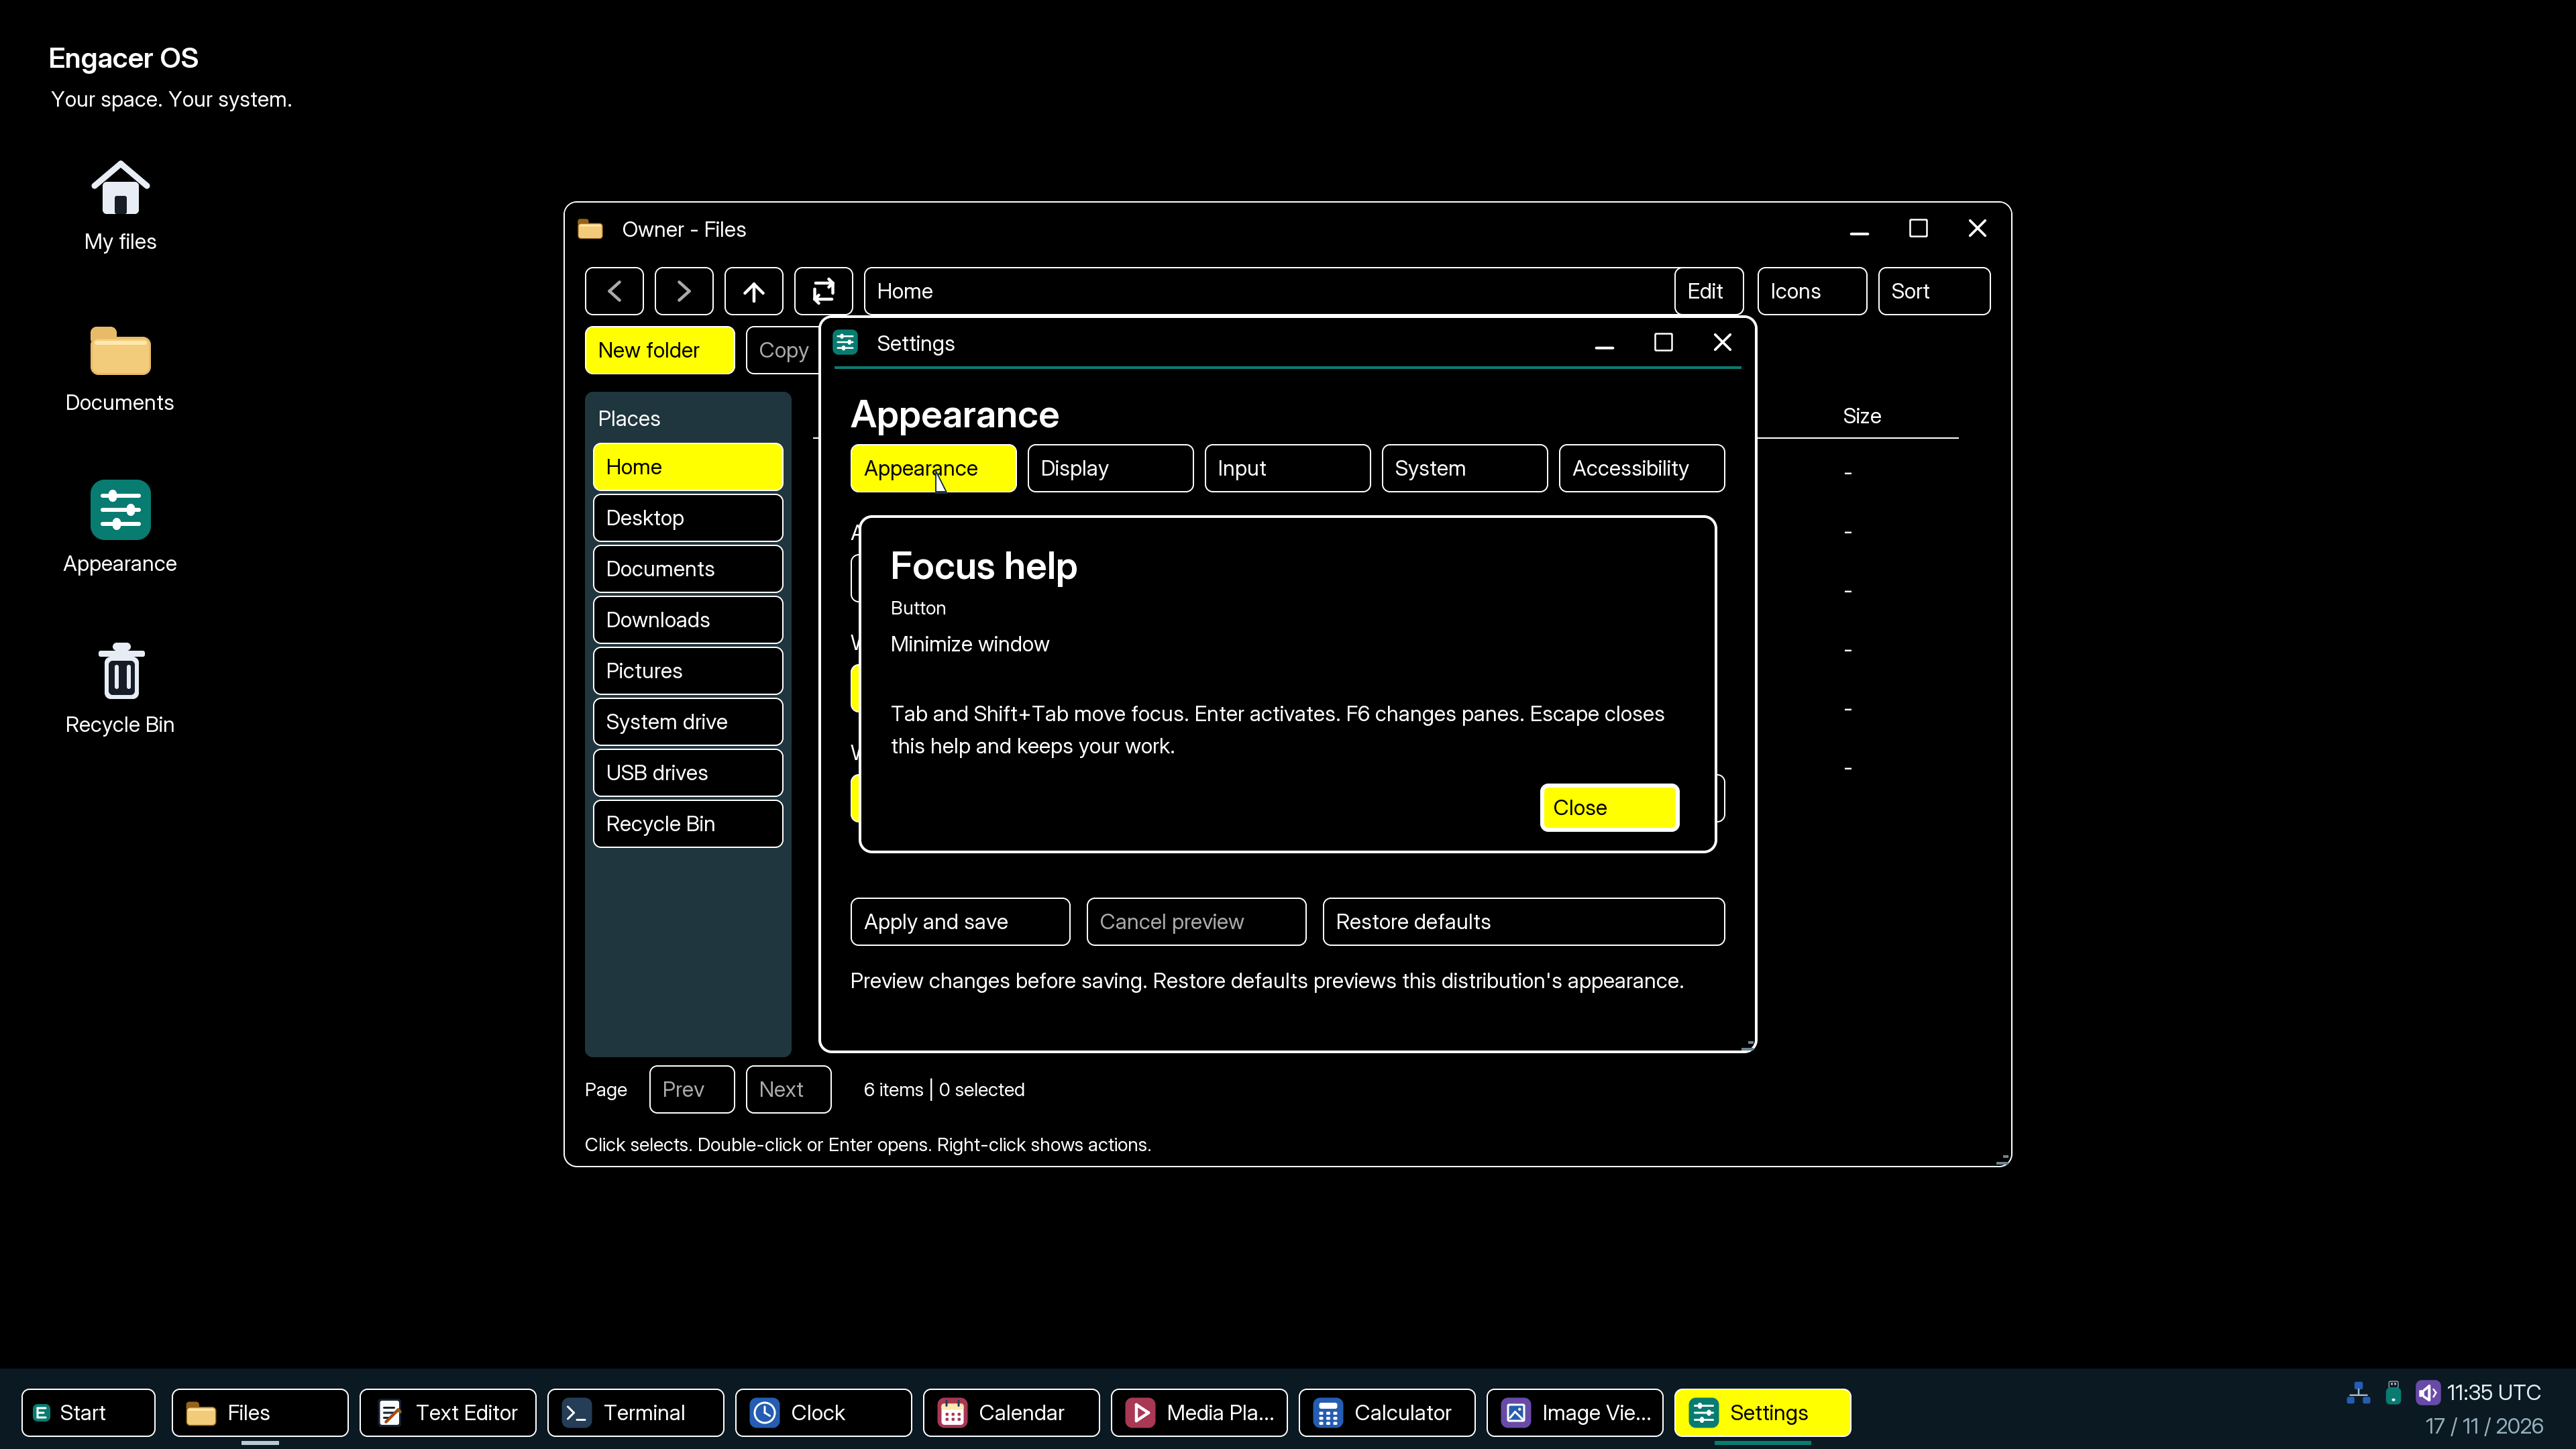 Engacer OS
Your space. Your system.
My files
Documents
Appearance
Recycle Bin
Owner - Files
Home
Edit
Icons
Sort
New folder
Copy
Places
Home
Desktop
Documents
Downloads
Pictures
System drive
USB drives
Recycle Bin
Size
-
-
-
-
-
-
Settings
Appearance
Appearance
Display
Input
System
Accessibility
Focus help
Button
Minimize window
Tab and Shift+Tab move focus. Enter activates. F6 changes panes. Escape closes
this help and keeps your work.
Close
Apply and save
Cancel preview
Restore defaults
Preview changes before saving. Restore defaults previews this distribution's appearance.
Page
Prev
Next
6 items | 0 selected
Click selects. Double-click or Enter opens. Right-click shows actions.
E Start
Files
Text Editor
Terminal
Clock
Calendar
Media Pla...
Calculator
Image Vie...
Settings
11:35 UTC
17 / 11 / 2026